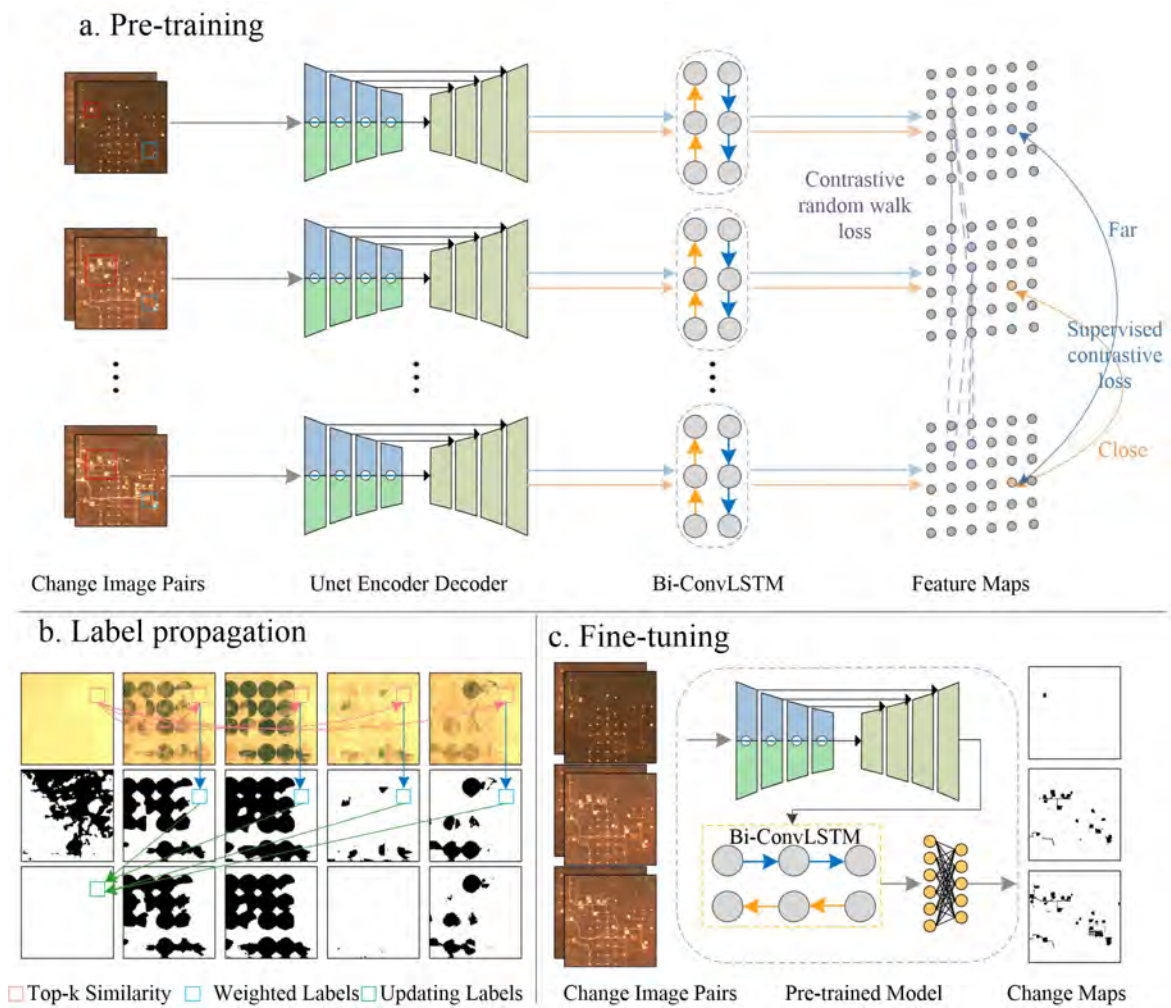 a. Pre-training
Contrastive
random walk
loss
Far
Supervised
contrastive
loss
Close
Change Image Pairs
Unet Encoder Decoder
Bi-ConvLSTM
Feature Maps
b. Label propagation
Top-k Similarity
Weighted Labels
Updating Labels
c. Fine-tuning
Bi-ConvLSTM
Change Image Pairs
Pre-trained Model
Change Maps